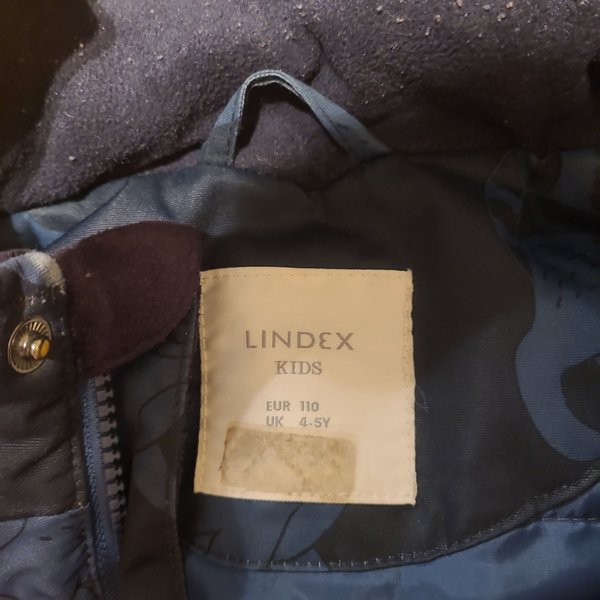 LINDEX
KIDS
EUR 110
UK 4-5Y